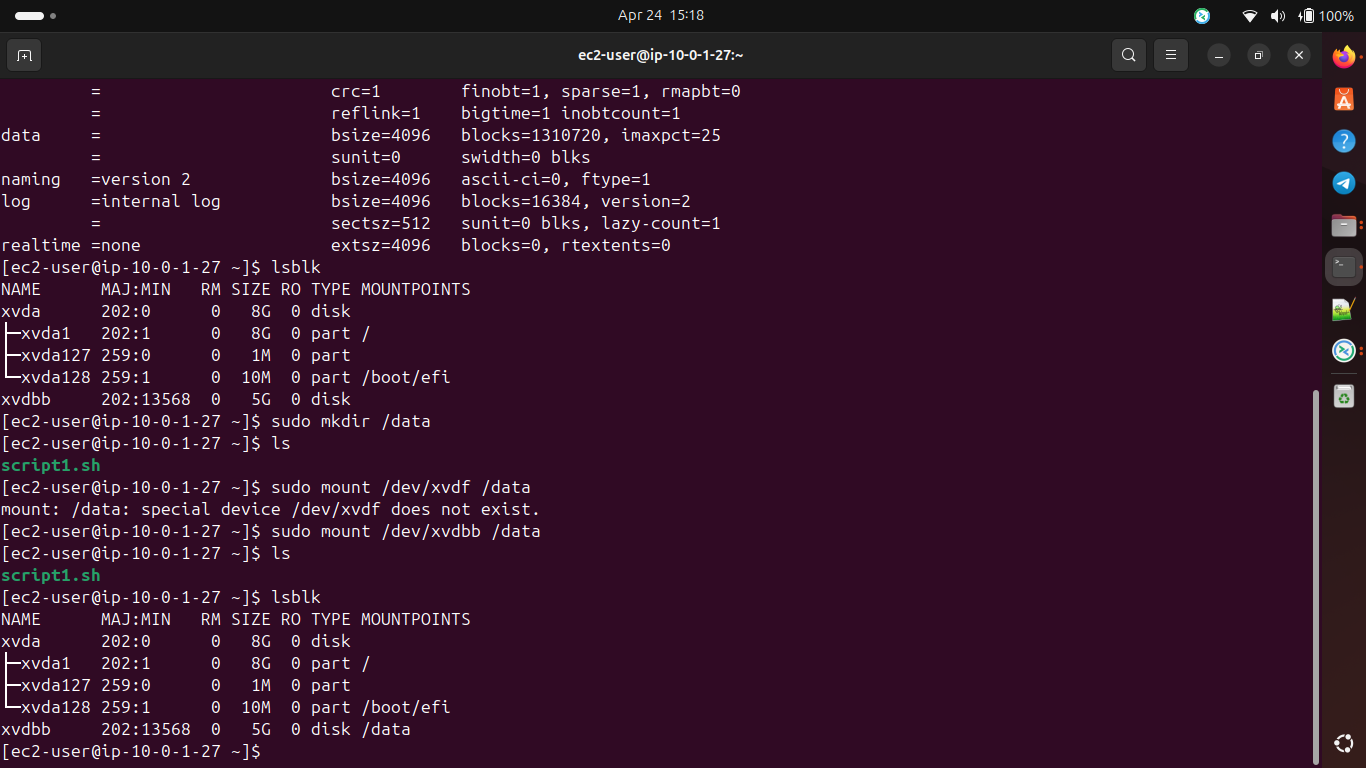 Apr 24  15:18
100%
ec2-user@ip-10-0-1-27:~
         =                       crc=1        finobt=1, sparse=1, rmapbt=0
         =                       reflink=1    bigtime=1 inobtcount=1
data     =                       bsize=4096   blocks=1310720, imaxpct=25
         =                       sunit=0      swidth=0 blks
naming   =version 2              bsize=4096   ascii-ci=0, ftype=1
log      =internal log           bsize=4096   blocks=16384, version=2
         =                       sectsz=512   sunit=0 blks, lazy-count=1
realtime =none                   extsz=4096   blocks=0, rtextents=0
[ec2-user@ip-10-0-1-27 ~]$ lsblk
NAME      MAJ:MIN   RM SIZE RO TYPE MOUNTPOINTS
xvda      202:0      0   8G  0 disk
├─xvda1   202:1      0   8G  0 part /
├─xvda127 259:0      0   1M  0 part
└─xvda128 259:1      0  10M  0 part /boot/efi
xvdbb     202:13568  0   5G  0 disk
[ec2-user@ip-10-0-1-27 ~]$ sudo mkdir /data
[ec2-user@ip-10-0-1-27 ~]$ ls
script1.sh
[ec2-user@ip-10-0-1-27 ~]$ sudo mount /dev/xvdf /data
mount: /data: special device /dev/xvdf does not exist.
[ec2-user@ip-10-0-1-27 ~]$ sudo mount /dev/xvdbb /data
[ec2-user@ip-10-0-1-27 ~]$ ls
script1.sh
[ec2-user@ip-10-0-1-27 ~]$ lsblk
NAME      MAJ:MIN   RM SIZE RO TYPE MOUNTPOINTS
xvda      202:0      0   8G  0 disk
├─xvda1   202:1      0   8G  0 part /
├─xvda127 259:0      0   1M  0 part
└─xvda128 259:1      0  10M  0 part /boot/efi
xvdbb     202:13568  0   5G  0 disk /data
[ec2-user@ip-10-0-1-27 ~]$